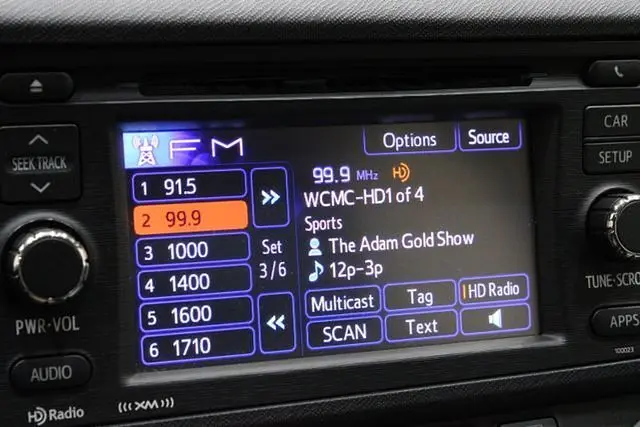 FM
Options
Source
SEEK TRACK
1 91.5
2 99.9
3 1000
4 1400
5 1600
6 1710
Set
3/6
99.9 MHz HD
WCMC-HD1 of 4
Sports
The Adam Gold Show
12p-3p
Multicast
Tag
HD Radio
SCAN
Text
PWR·VOL
AUDIO
HD Radio
((XM))
CAR
SETUP
TUNE·SCRO
APPS
100023